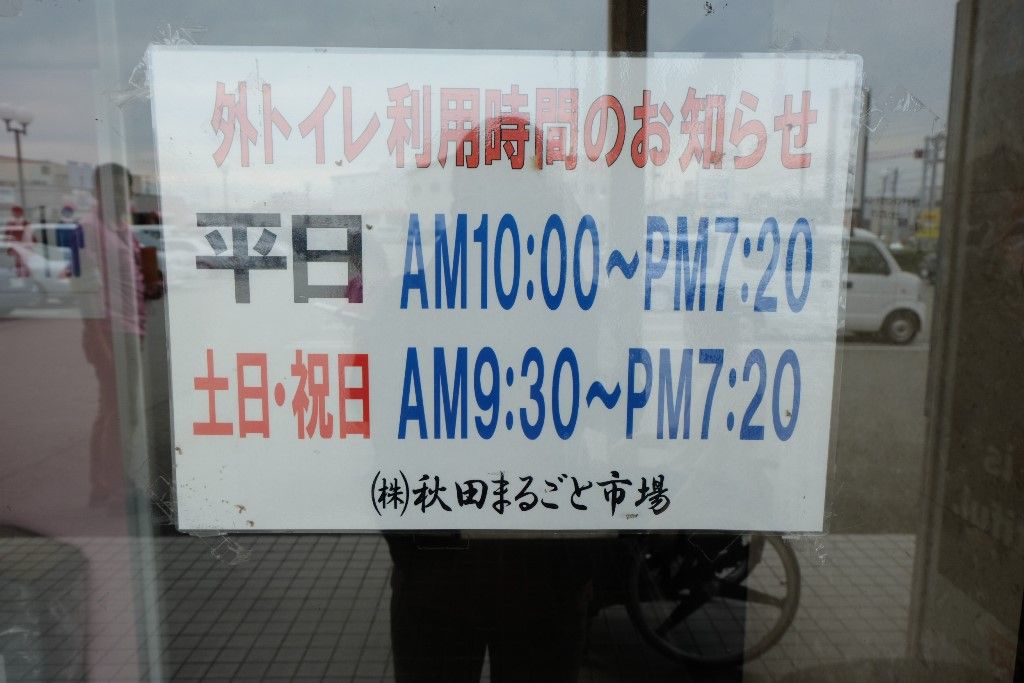 外トイレ利用時間のお知らせ
平日 AM10:00~PM7:20
土日・祝日 AM9:30~PM7:20
㈱秋田まるごと市場